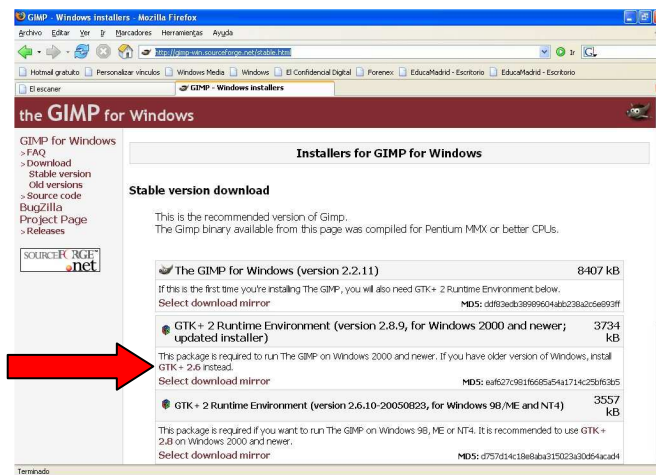 GIMP - Windows installers - Mozilla Firefox
Archivo Editar Ver Ir Marcadores Herramientas Ayuda
http://gimp-win.sourceforge.net/stable.html
Ir
G
Hotmail gratuito Personalizar vínculos Windows Media Windows El Confidencial Digital Forenex EducaMadrid - Escritorio EducaMadrid - Escritorio
El escaner GIMP - Windows installers
the GIMP for Windows
GIMP for Windows
>FAQ
>Download
Stable version
Old versions
>Source code
BugZilla
Project Page
>Releases
SOURCEFORGE
.net
Installers for GIMP for Windows
Stable version download
This is the recommended version of Gimp.
The Gimp binary available from this page was compiled for Pentium MMX or better CPUs.
The GIMP for Windows (version 2.2.11) 8407 kB
If this is the first time you're installing The GIMP, you will also need GTK+ 2 Runtime Environment below.
Select download mirror MD5: ddf83edb38989604abb238a2c6e893ff
GTK+ 2 Runtime Environment (version 2.8.9, for Windows 2000 and newer; 3734
updated installer) kB
This package is required to run The GIMP on Windows 2000 and newer. If you have older version of Windows, install
GTK+ 2.6 instead.
Select download mirror MD5: eaf627c981f6685a54a1714c25bf63b5
GTK+ 2 Runtime Environment (version 2.6.10-20050823, for Windows 98/ME and NT4) 3557
kB
This package is required if you want to run The GIMP on Windows 98, ME or NT4. It is recommended to use GTK+
2.8 on Windows 2000 and newer.
Select download mirror MD5: d757d14c18e8aba315023a30d64acad4
Terminado